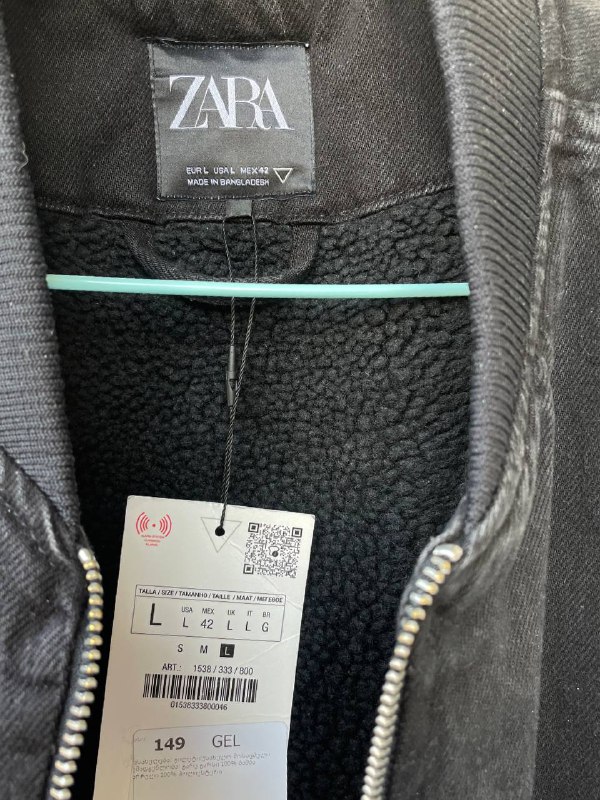 ZARA
EUR L USA L MEX 42
MADE IN BANGLADESH
TALLA / SIZE / TAMANHO / TAILLE / MAAT / MEГEΘOΣ
L
USA MEX UK IT BR
L 42 L L G
S M L
ART.: 1538 / 333 / 800
01538333800046
149 GEL